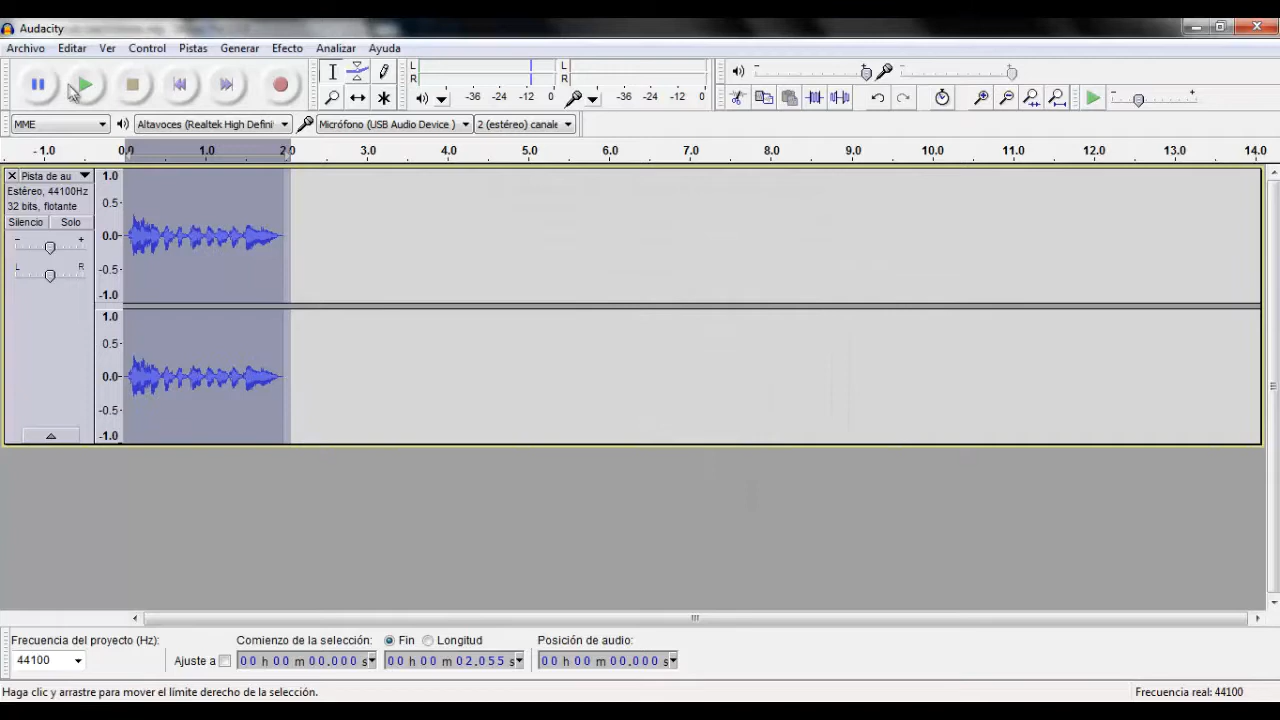 Audacity
Archivo Editar Ver Control Pistas Generar Efecto Analizar Ayuda
L R -36 -24 -12 0 L R -36 -24 -12 0
MME Altavoces (Realtek High Defini Micrófono (USB Audio Device ) 2 (estéreo) canale
-1.0 0.0 1.0 2.0 3.0 4.0 5.0 6.0 7.0 8.0 9.0 10.0 11.0 12.0 13.0 14.0
Pista de au 1.0
Estéreo, 44100Hz 0.5
32 bits, flotante
Silencio Solo 0.0
- +
L R -0.5
-1.0
1.0
0.5
0.0
-0.5
-1.0
Frecuencia del proyecto (Hz): Comienzo de la selección: Fin Longitud Posición de audio:
44100 Ajuste a 00 h 00 m 00.000 s 00 h 00 m 02.055 s 00 h 00 m 00.000 s
Haga clic y arrastre para mover el límite derecho de la selección. Frecuencia real: 44100